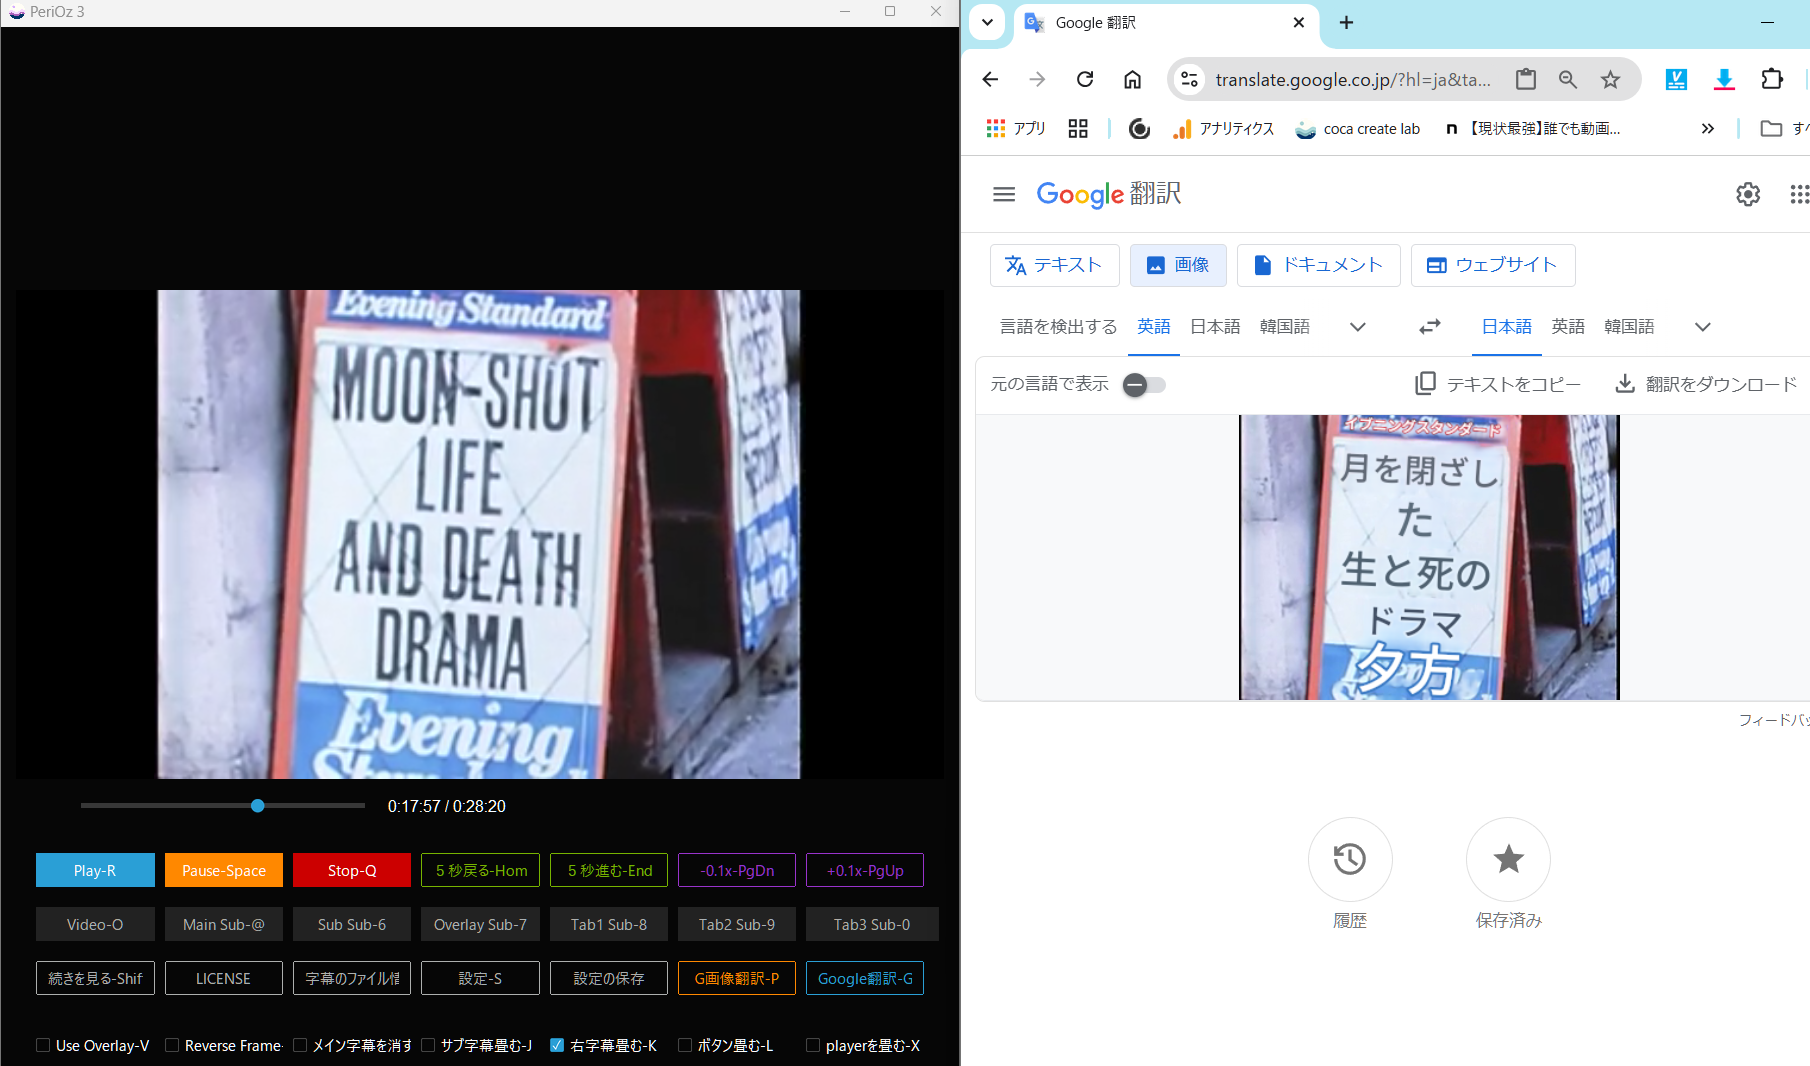 PeriOz 3
Evening Standard
MOON-SHOT
LIFE
AND DEATH
DRAMA
Evening
0:17:57 / 0:28:20
Play-R
Pause-Space
Stop-Q
5 秒戻る-Hom
5 秒進む-End
-0.1x-PgDn
+0.1x-PgUp
Video-O
Main Sub-@
Sub Sub-6
Overlay Sub-7
Tab1 Sub-8
Tab2 Sub-9
Tab3 Sub-0
続きを見る-Shif
LICENSE
字幕のファイル情
設定-S
設定の保存
G画像翻訳-P
Google翻訳-G
Use Overlay-V
Reverse Frame-
メイン字幕を消す
サブ字幕畳む-J
右字幕畳む-K
ボタン畳む-L
playerを畳む-X
Google 翻訳
translate.google.co.jp/?hl=ja&ta...
アプリ
アナリティクス
coca create lab
n 【現状最強】誰でも動画...
すべ
Google 翻訳
テキスト
画像
ドキュメント
ウェブサイト
言語を検出する 英語 日本語 韓国語
日本語 英語 韓国語
元の言語で表示
テキストをコピー
翻訳をダウンロード
イブニングスタンダード
月を閉ざし
た
生と死の
ドラマ
夕方
フィードバッ
履歴
保存済み